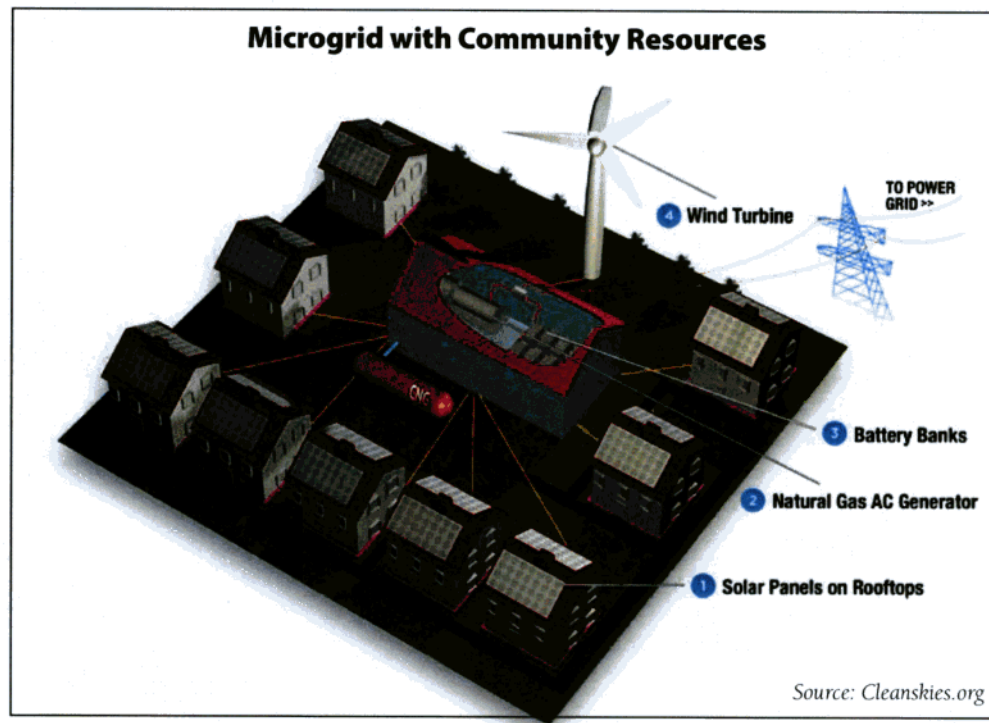 Microgrid with Community Resources
TO POWER
GRID >>
4 Wind Turbine
CNG
3 Battery Banks
2 Natural Gas AC Generator
1 Solar Panels on Rooftops
Source: Cleanskies.org